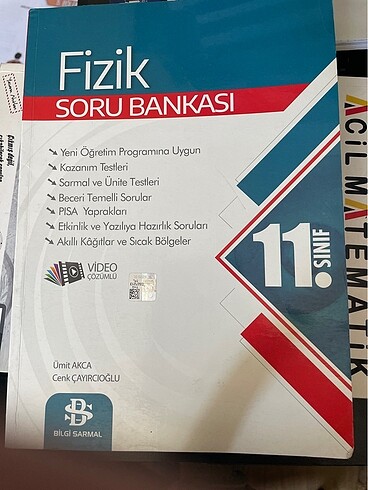 Fizik
SORU BANKASI
Yeni Öğretim Programına Uygun
Kazanım Testleri
Sarmal ve Ünite Testleri
Beceri Temelli Sorular
PISA Yaprakları
Etkinlik ve Yazılıya Hazırlık Soruları
Akıllı Kâğıtlar ve Sıcak Bölgeler
11. SINIF
VİDEO
ÇÖZÜMLÜ
Ümit AKCA
Cenk ÇAYIRCIOĞLU
BİLGİ SARMAL
ACİL MATEMATİK